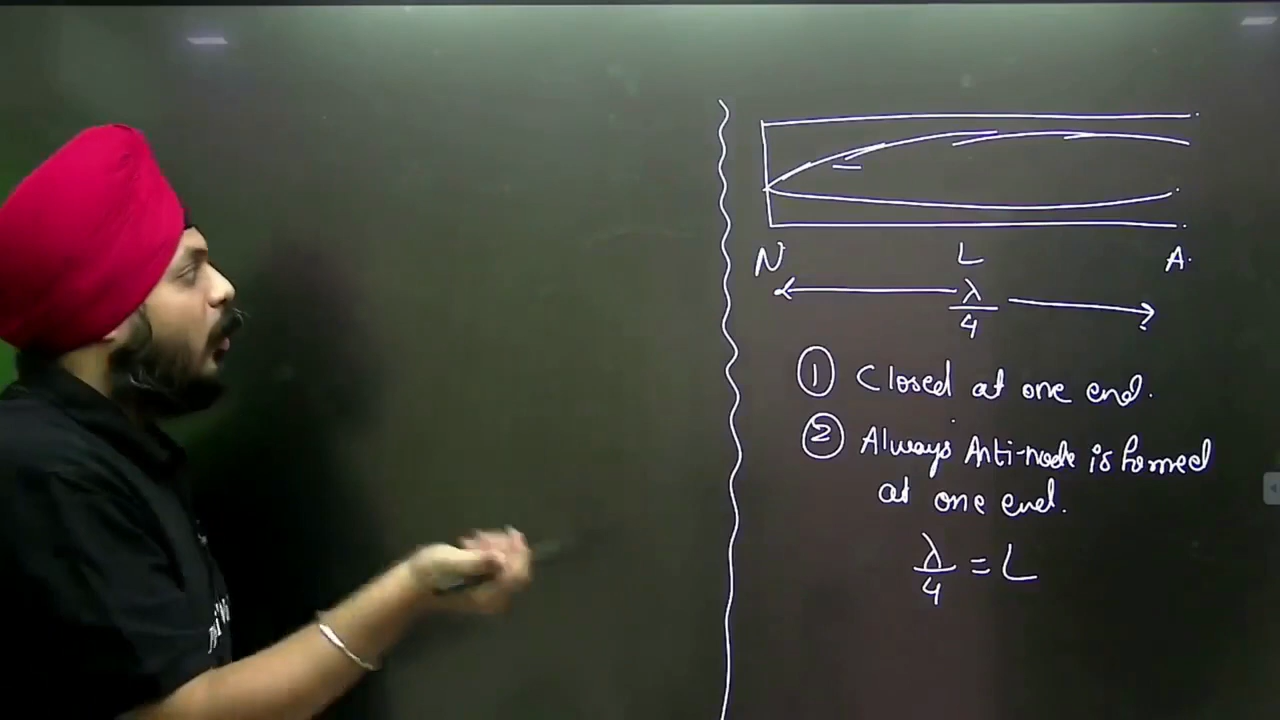 N L A.
λ/4
① Closed at one end.
② Always Anti-node is formed
at one end.
λ/4 = L